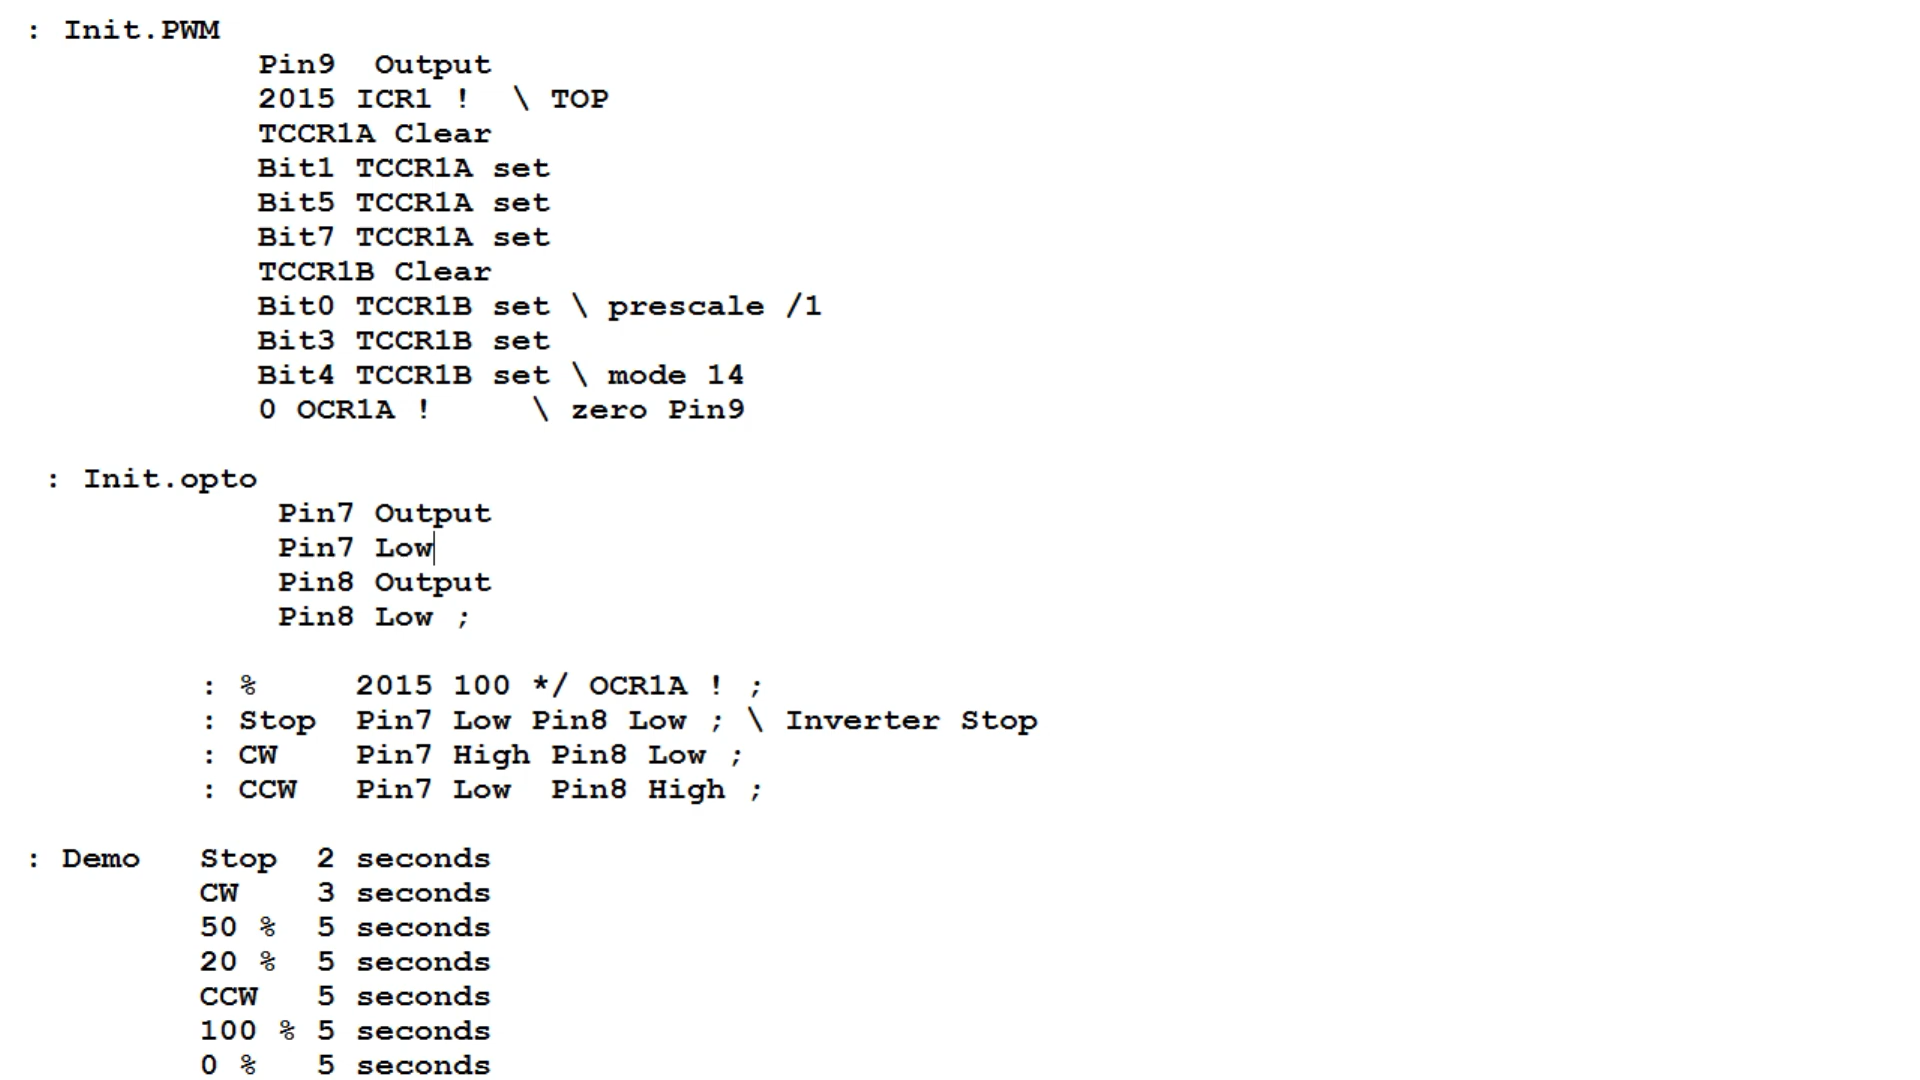 : Init.PWM
Pin9 Output
2015 ICR1 ! \ TOP
TCCR1A Clear
Bit1 TCCR1A set
Bit5 TCCR1A set
Bit7 TCCR1A set
TCCR1B Clear
Bit0 TCCR1B set \ prescale /1
Bit3 TCCR1B set
Bit4 TCCR1B set \ mode 14
0 OCR1A ! \ zero Pin9
: Init.opto
Pin7 Output
Pin7 Low
Pin8 Output
Pin8 Low ;
: % 2015 100 */ OCR1A ! ;
: Stop Pin7 Low Pin8 Low ; \ Inverter Stop
: CW Pin7 High Pin8 Low ;
: CCW Pin7 Low Pin8 High ;
: Demo Stop 2 seconds
CW 3 seconds
50 % 5 seconds
20 % 5 seconds
CCW 5 seconds
100 % 5 seconds
0 % 5 seconds